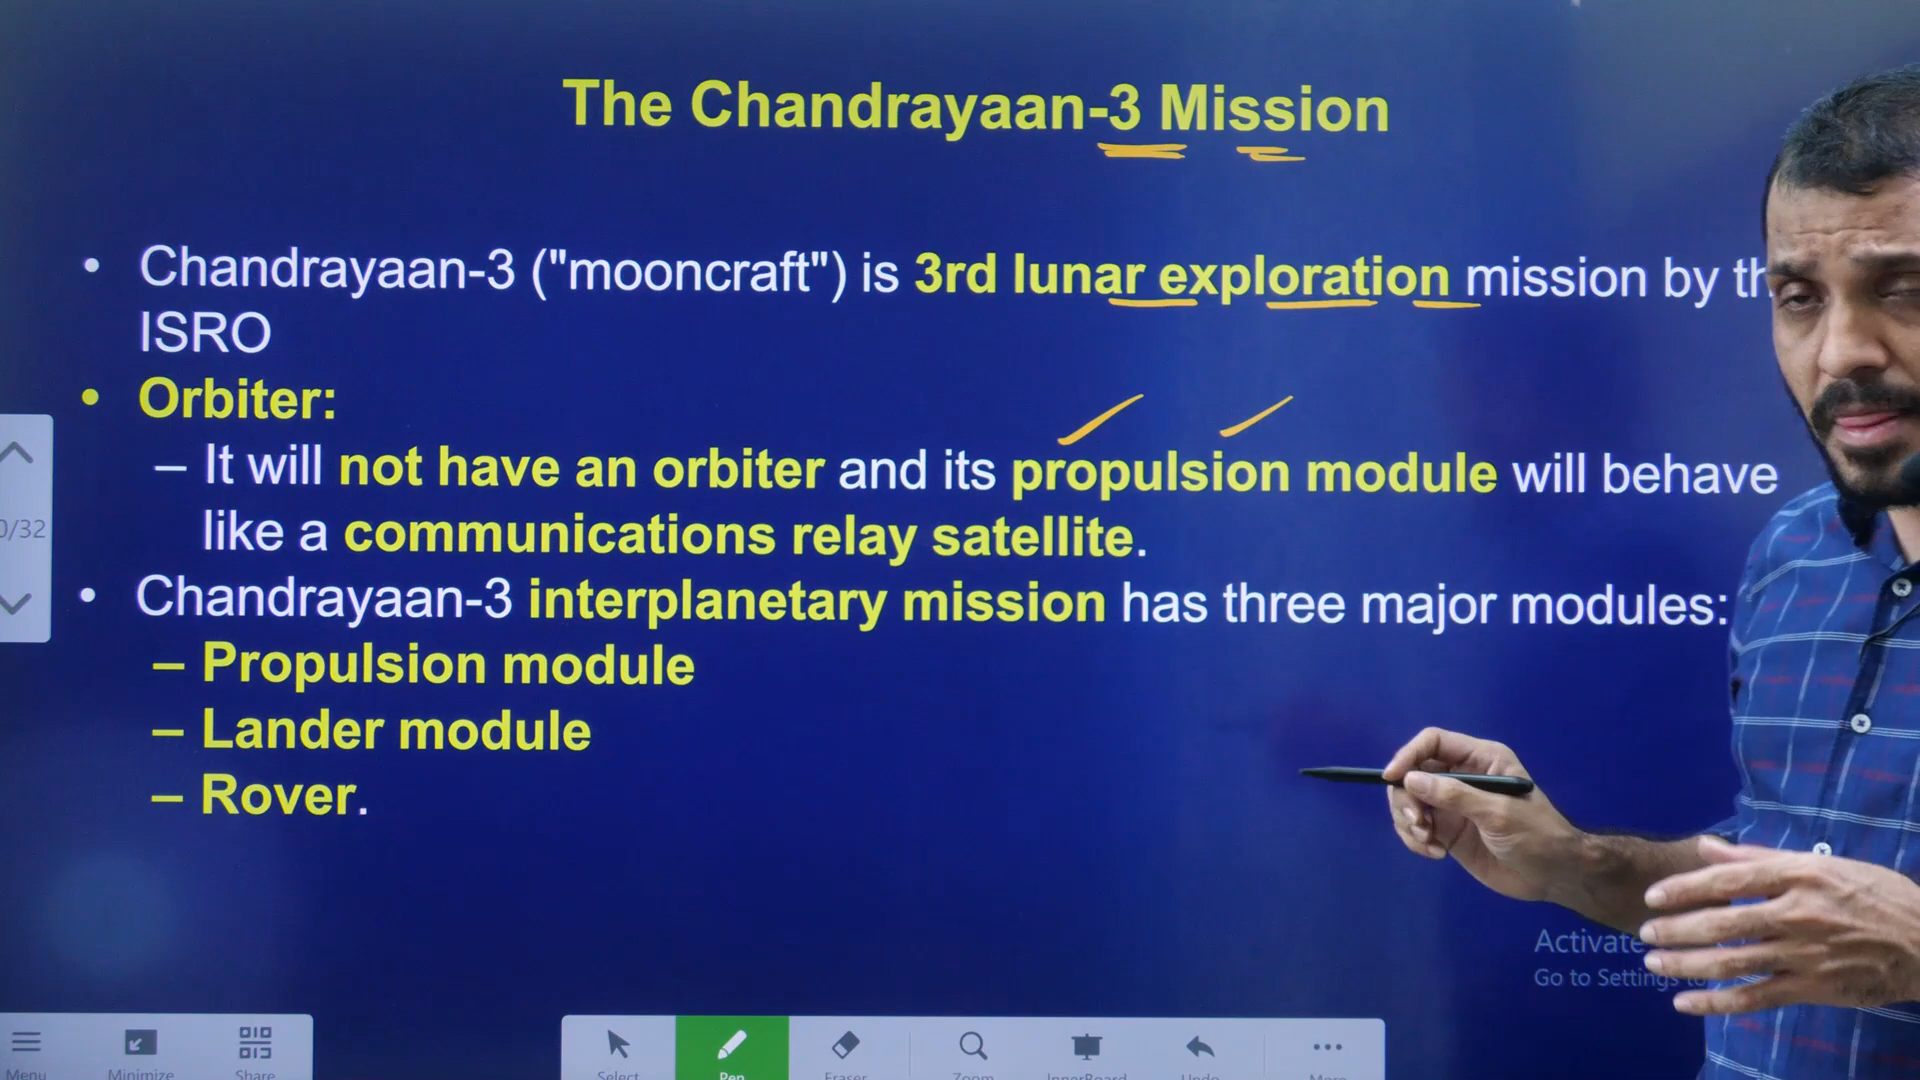 The Chandrayaan-3 Mission
• Chandrayaan-3 ("mooncraft") is 3rd lunar exploration mission by th
ISRO
• Orbiter:
– It will not have an orbiter and its propulsion module will behave
like a communications relay satellite.
• Chandrayaan-3 interplanetary mission has three major modules:
– Propulsion module
– Lander module
– Rover.
0/32
Activate
Go to Settings to
Menu
Minimize
Share
Select
Pen
Eraser
Zoom
InnerBoard
Undo
More